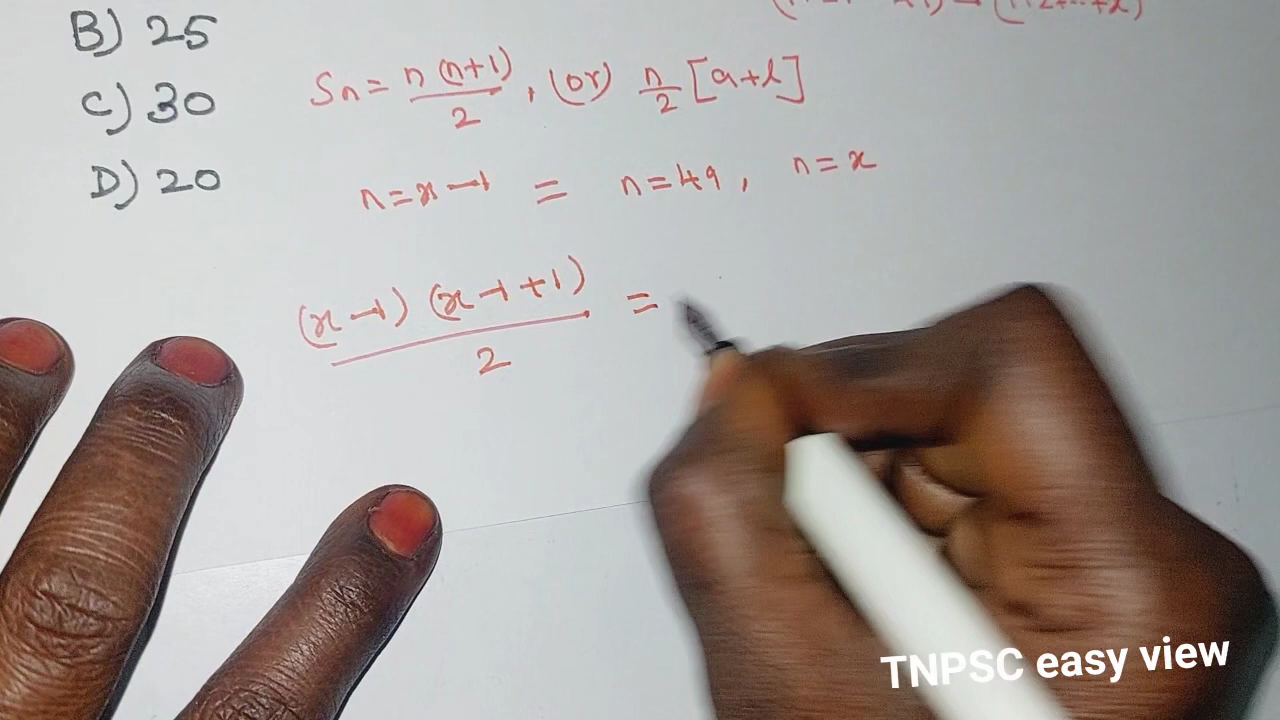 B) 25
Sn = n (n+1) / 2 , (or) n/2 [a+l]
C) 30
D) 20
n = x-1 = n = 49 , n = x
(x-1) (x-1+1) / 2 =
TNPSC easy view